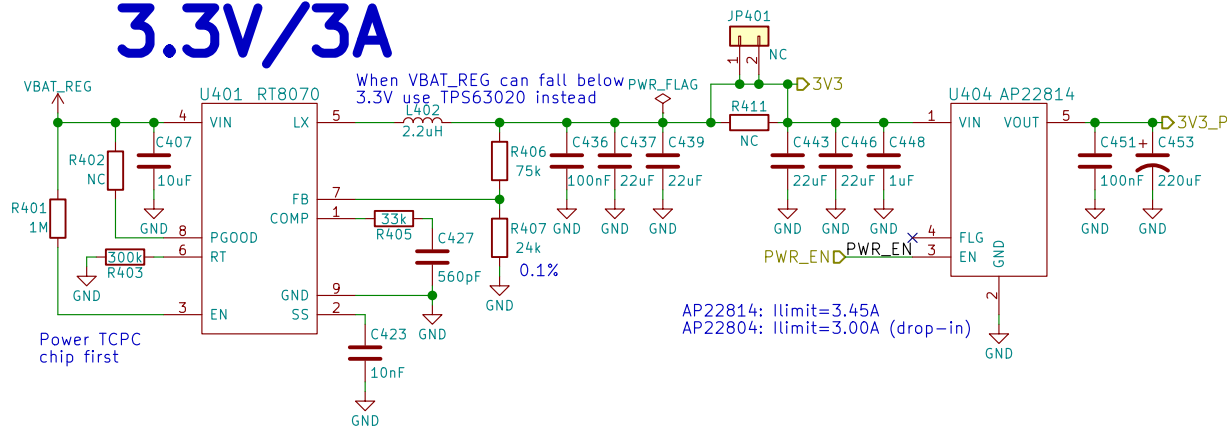 3.3V/3A
JP401
1
2
NC
VBAT_REG
When VBAT_REG can fall below
3.3V use TPS63020 instead
PWR_FLAG
3V3
U401 RT8070
L402
2.2uH
R411
NC
U404 AP22814
4 VIN
LX 5
1 VIN
VOUT 5
3V3_P
R402
NC
C407
10uF
GND
R406
75k
C436
100nF
GND
C437
22uF
GND
C439
22uF
GND
C443
22uF
GND
C446
22uF
GND
C448
1uF
GND
C451
100nF
GND
+
C453
220uF
GND
R401
1M
FB 7
COMP 1
33k
R405
C427
560pF
R407
24k
0.1%
GND
8 PGOOD
6 RT
300k
R403
GND
4 FLG
PWR_EN
PWR_EN
3 EN
GND
2
GND
GND 9
SS 2
GND
3 EN
C423
10nF
GND
Power TCPC
chip first
AP22814: Ilimit=3.45A
AP22804: Ilimit=3.00A (drop-in)